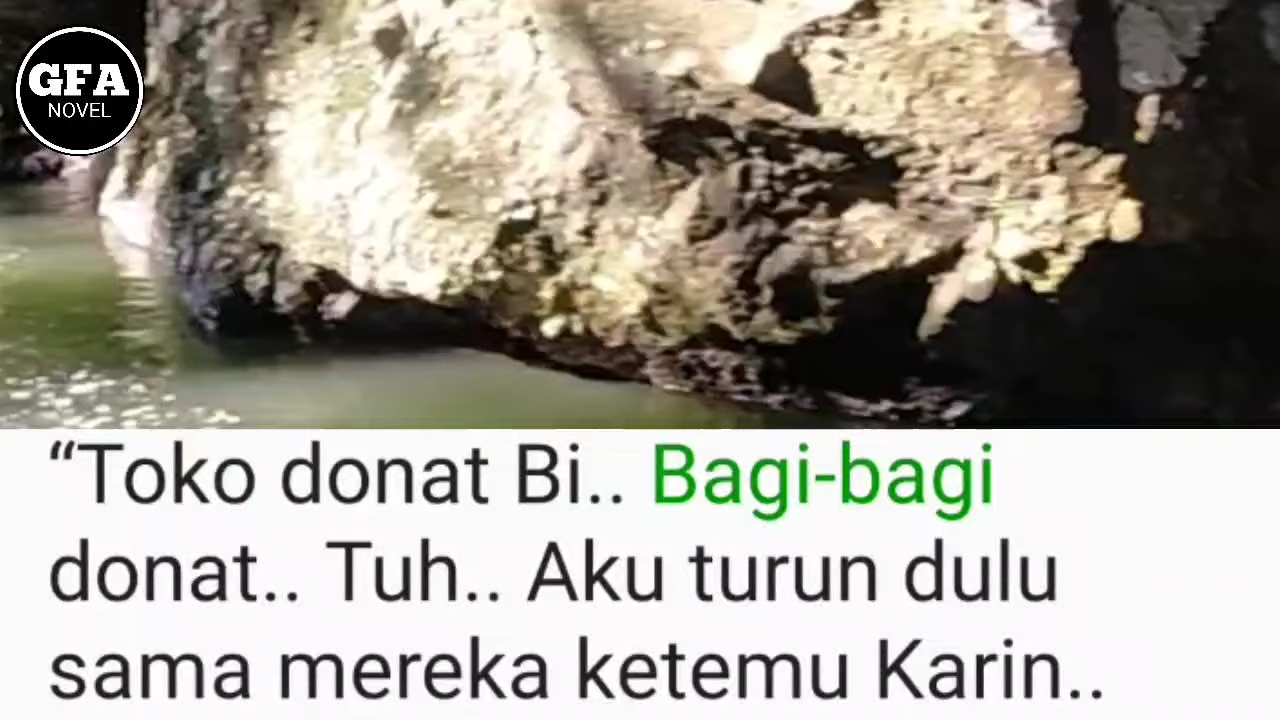 GFA
NOVEL
“Toko donat Bi.. Bagi-bagi
donat.. Tuh.. Aku turun dulu
sama mereka ketemu Karin..